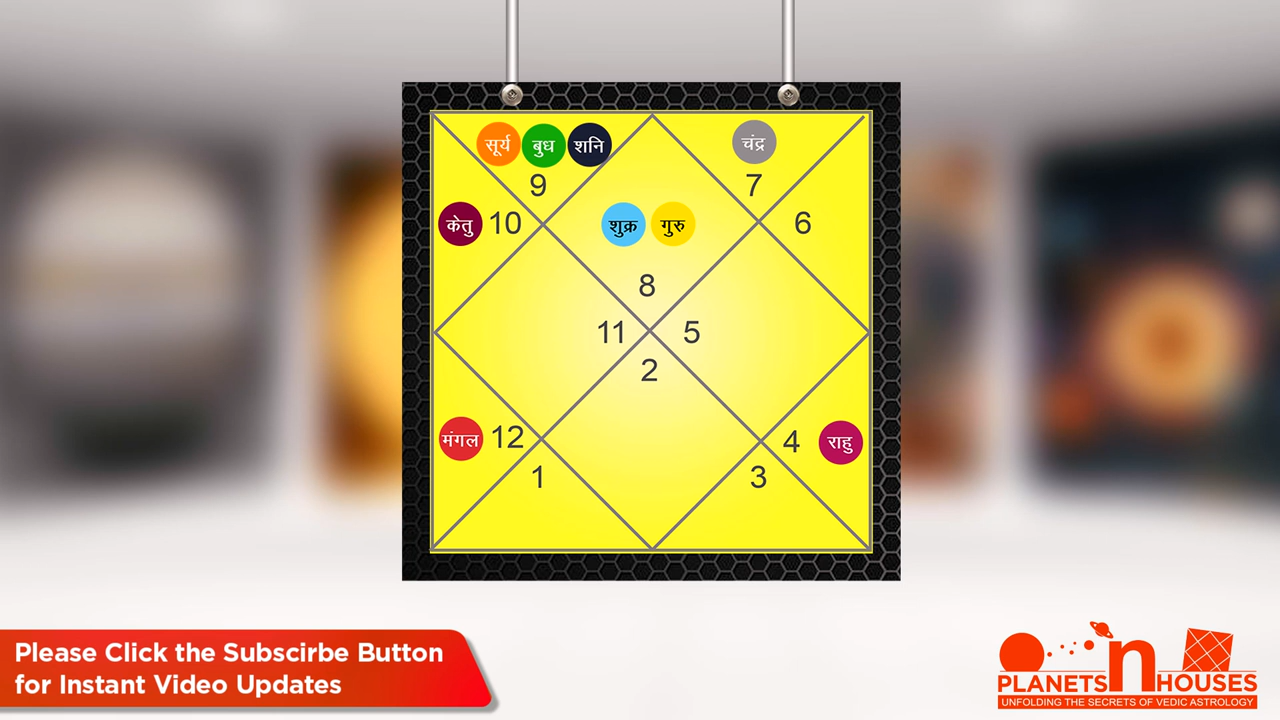 सूर्य बुध शनि
चंद्र
9
7
केतु 10
शुक्र गुरु
6
8
11 5
2
मंगल 12
4 राहु
1
3
Please Click the Subscirbe Button
for Instant Video Updates
PLANETS n HOUSES
UNFOLDING THE SECRETS OF VEDIC ASTROLOGY